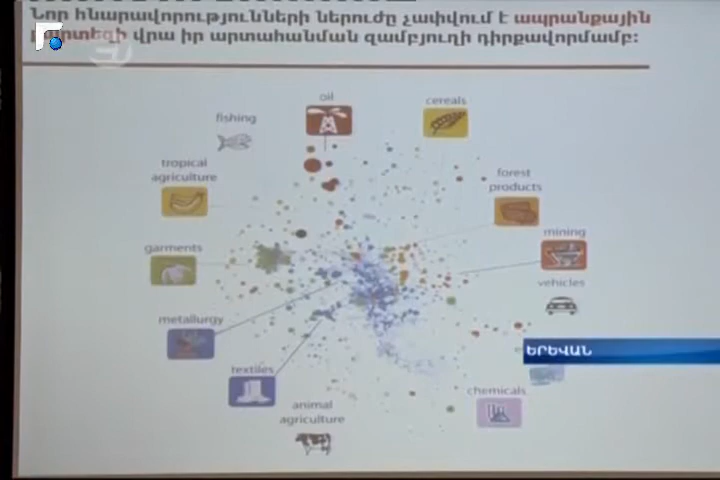 Նոր հնարավորությունների ներուժը չափվում է ապրանքային
քարտեզի վրա իր արտահանման զամբյուղի դիրքավորմամբ:
oil
cereals
fishing
tropical
agriculture
forest
products
garments
mining
vehicles
metallurgy
ԵՐԵՎԱՆ
textiles
chemicals
animal
agriculture